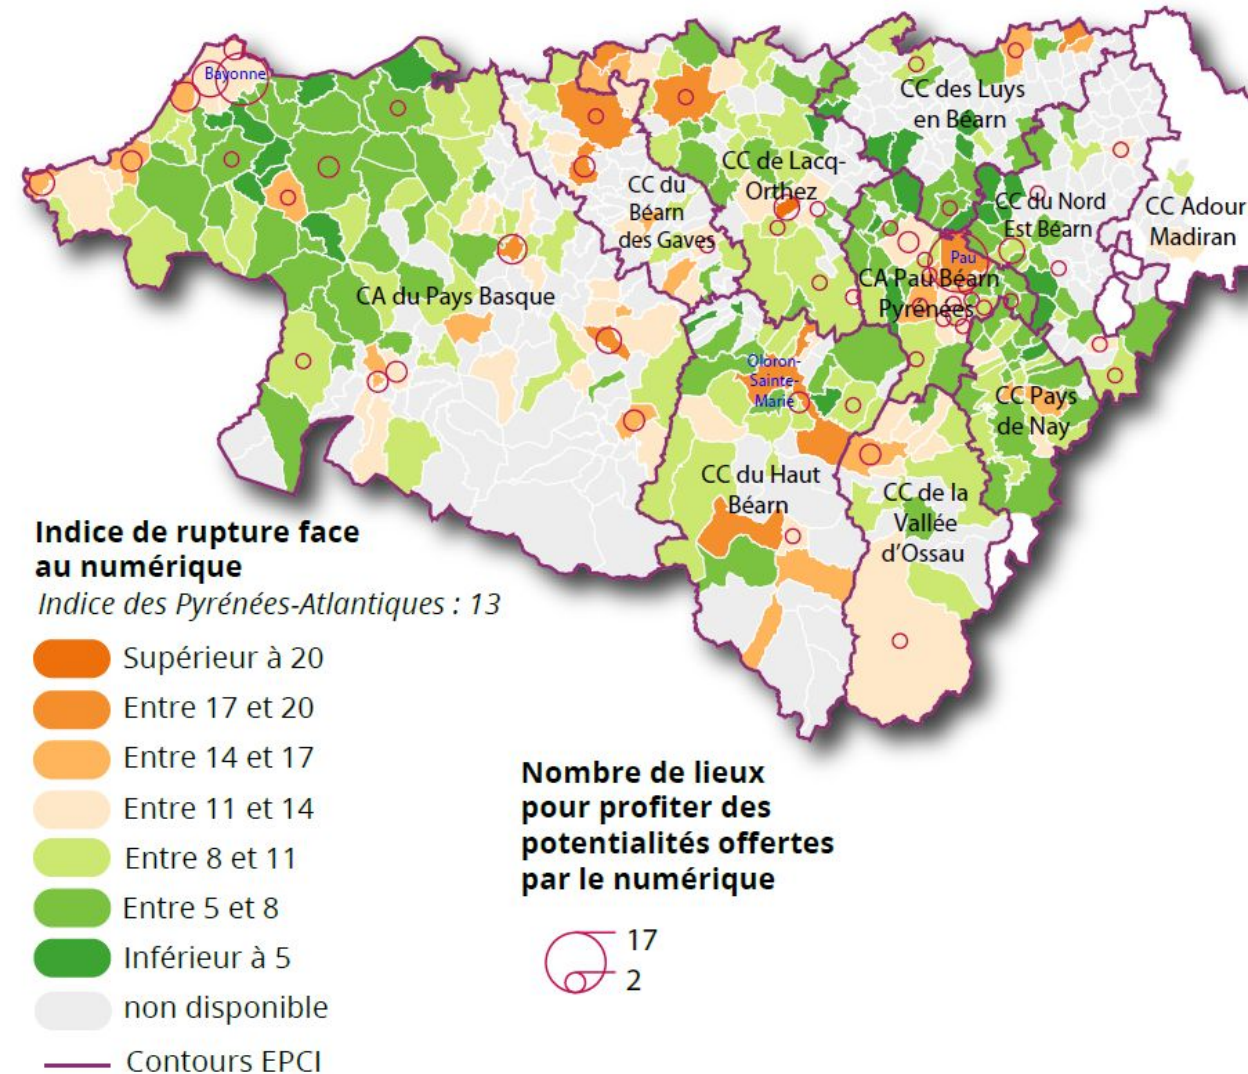 Bayonne
CC des Luys
en Béarn
CC de Lacq-
Orthez
CC du
Béarn
des Gaves
CC du Nord
Est Béarn
CC Adour
Madiran
Pau
CA Pau Béarn
Pyrénées
CA du Pays Basque
Oloron-
Sainte-
Marie
CC Pays
de Nay
CC du Haut
Béarn
CC de la
Vallée
d'Ossau
Indice de rupture face
au numérique
Indice des Pyrénées-Atlantiques : 13
Supérieur à 20
Entre 17 et 20
Entre 14 et 17
Entre 11 et 14
Entre 8 et 11
Entre 5 et 8
Inférieur à 5
non disponible
Contours EPCI
Nombre de lieux
pour profiter des
potentialités offertes
par le numérique
17
2